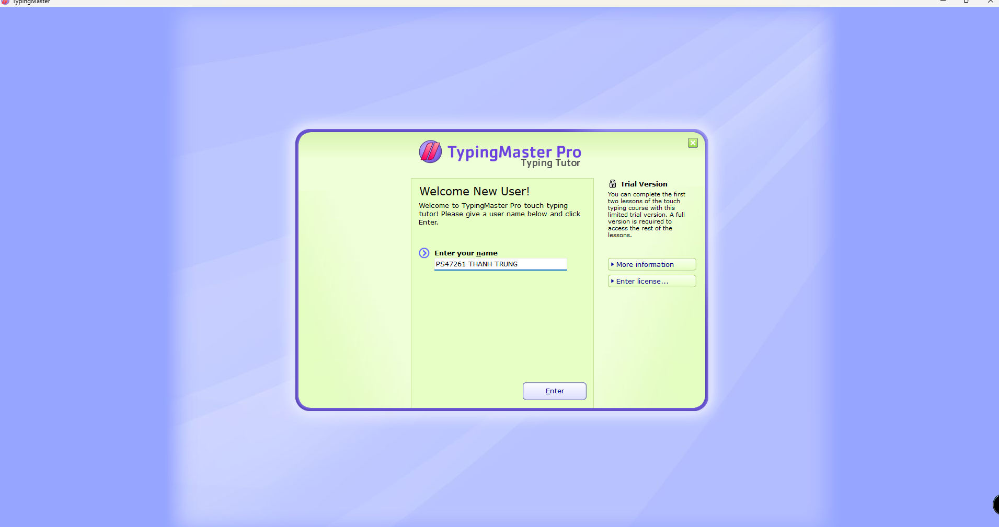 TypingMaster
TypingMaster Pro
Typing Tutor
Welcome New User!
Welcome to TypingMaster Pro touch typing
tutor! Please give a user name below and click
Enter.
Enter your name
PS47261 THANH TRUNG
Enter
Trial Version
You can complete the first
two lessons of the touch
typing course with this
limited trial version. A full
version is required to
access the rest of the
lessons.
More information
Enter license...